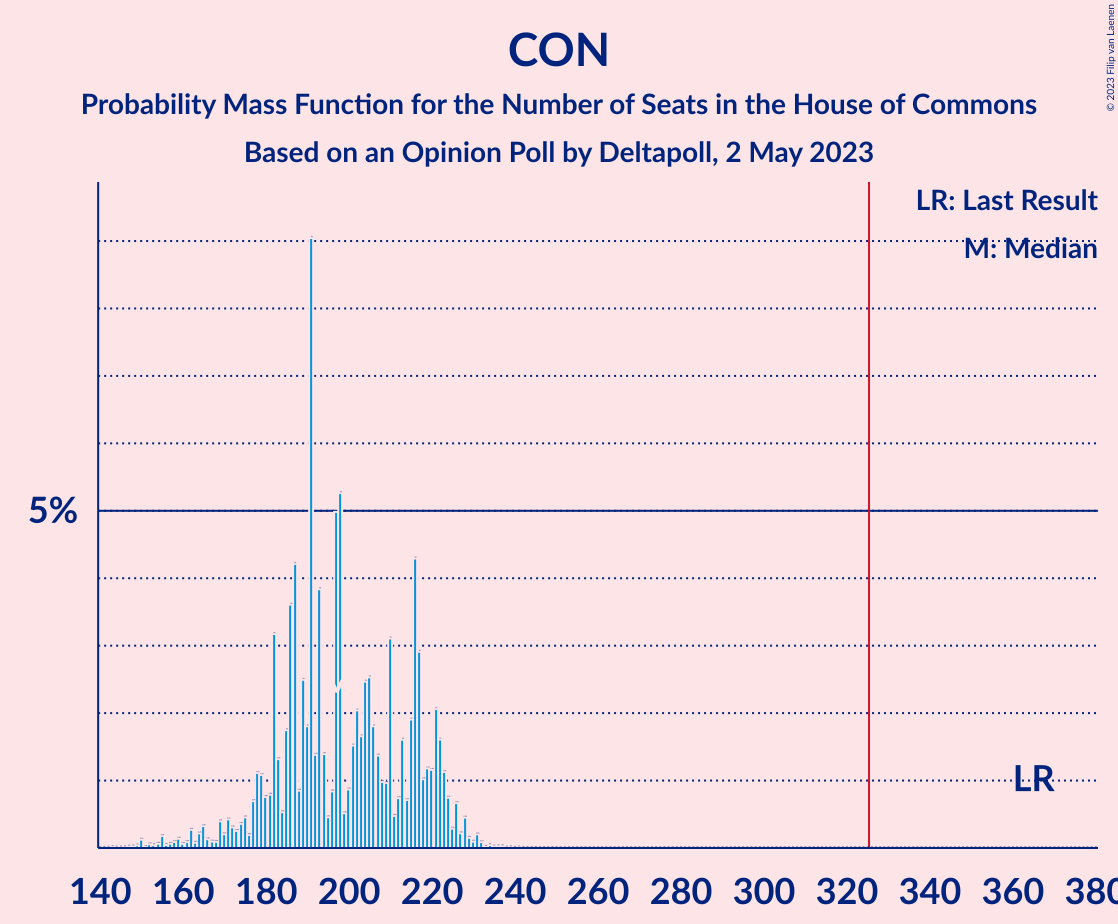 CON
Probability Mass Function for the Number of Seats in the House of Commons
Based on an Opinion Poll by Deltapoll, 2 May 2023
© 2023 Filip van Laenen
LR: Last Result
M: Median
5%
LR
140 160 180 200 220 240 260 280 300 320 340 360 380